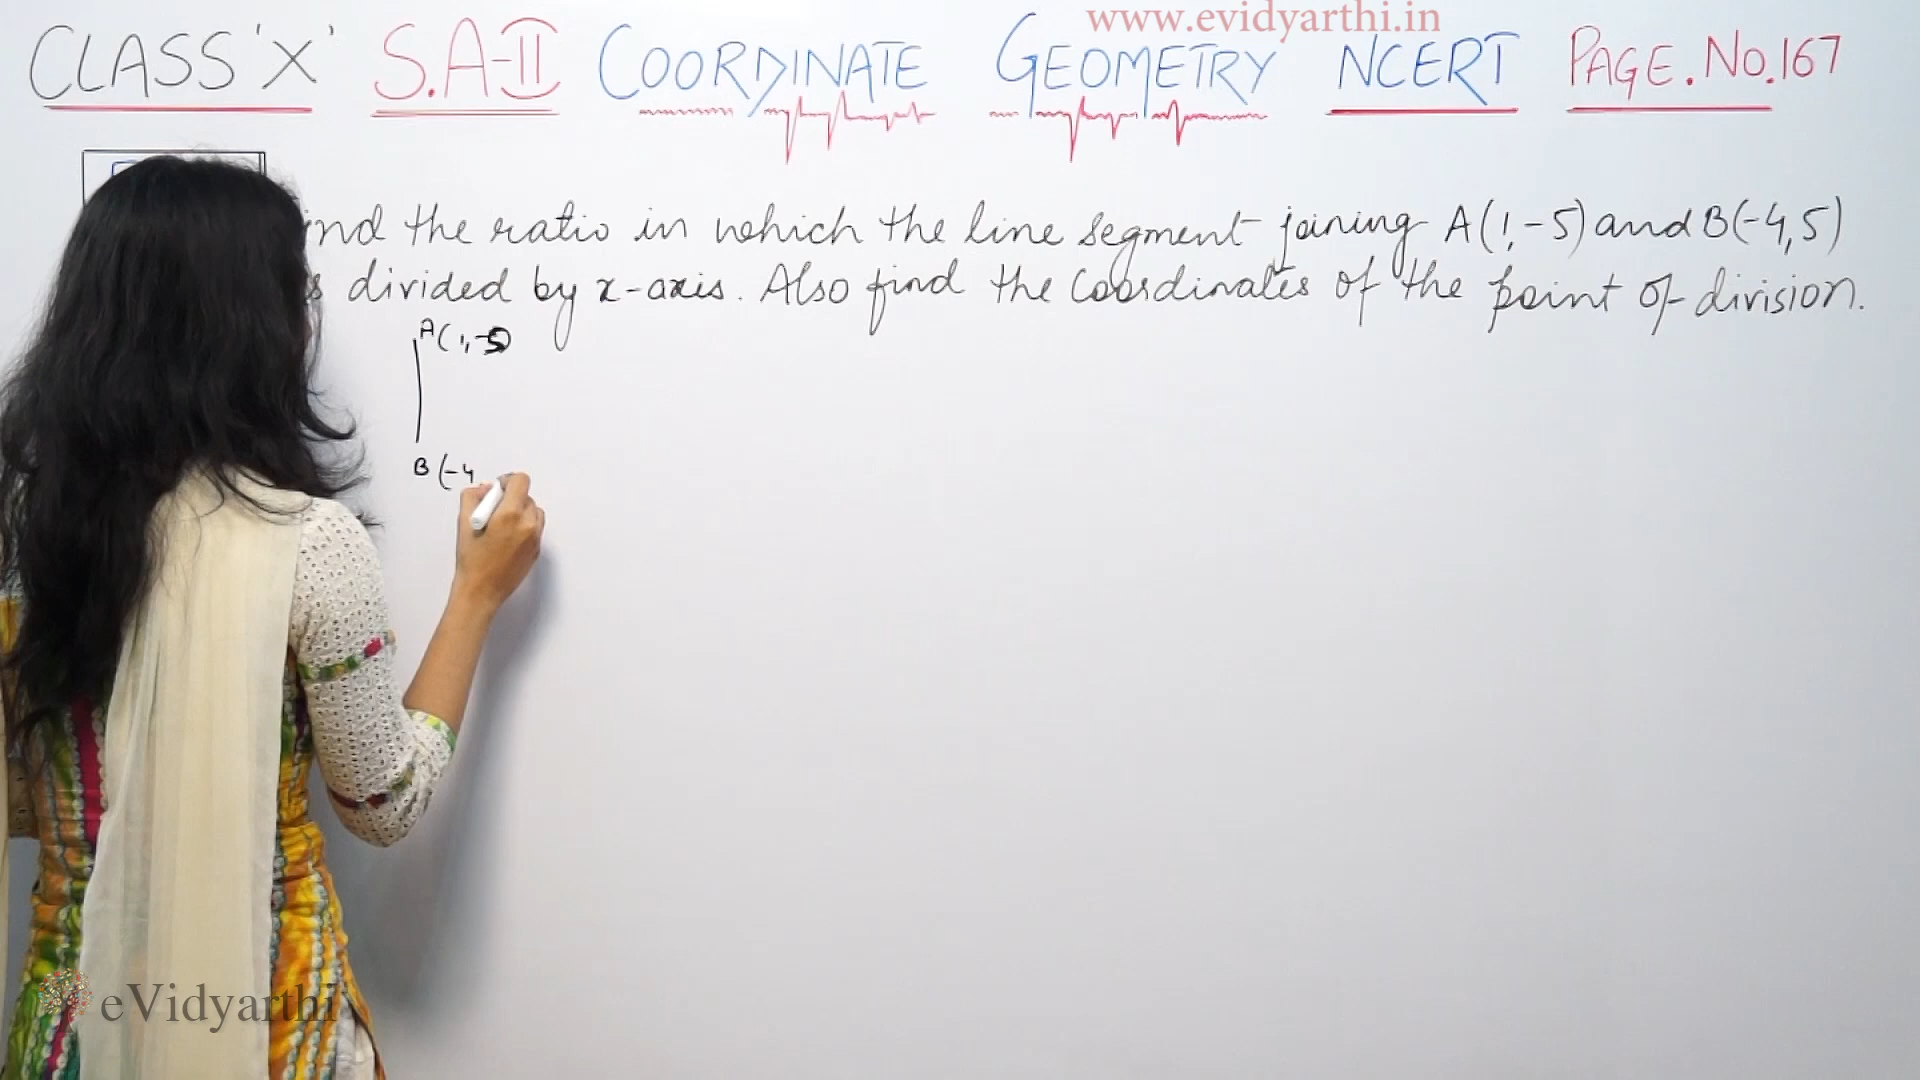 www.evidyarthi.in
CLASS 'X' S.A-II COORDINATE GEOMETRY NCERT PAGE.NO.167
the ratio in which the line segment joining A(1,-5) and B(-4,5)
divided by x-axis. Also find the Coordinates of the point of division.
A(1,-5)
B(-4,
eVidyarthi